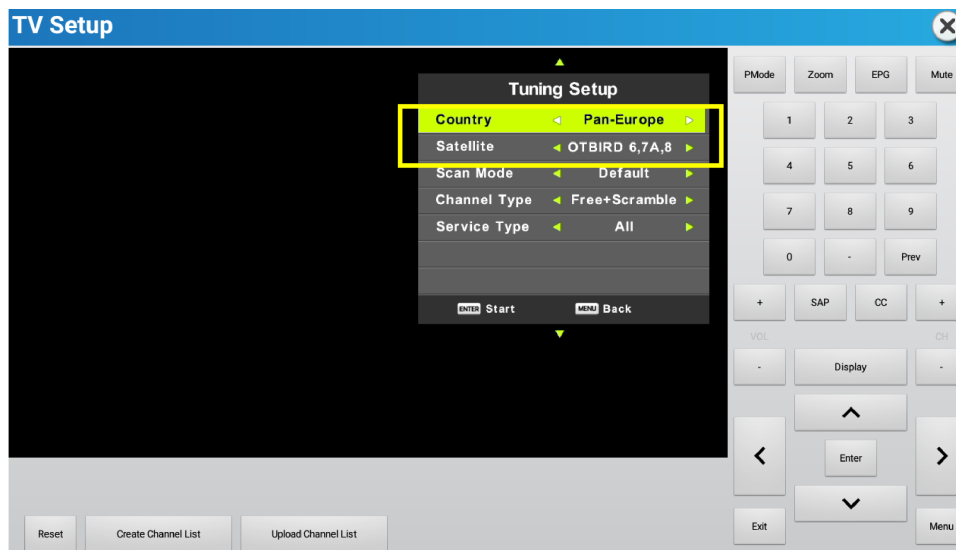 TV Setup
Tuning Setup
Country Pan-Europe
Satellite OTBIRD 6,7A,8
Scan Mode Default
Channel Type Free+Scramble
Service Type All
ENTER Start MENU Back
PMode Zoom EPG Mute
1 2 3
4 5 6
7 8 9
0 - Prev
+ SAP CC +
VOL CH
- Display -
Enter
Exit Menu
Reset Create Channel List Upload Channel List